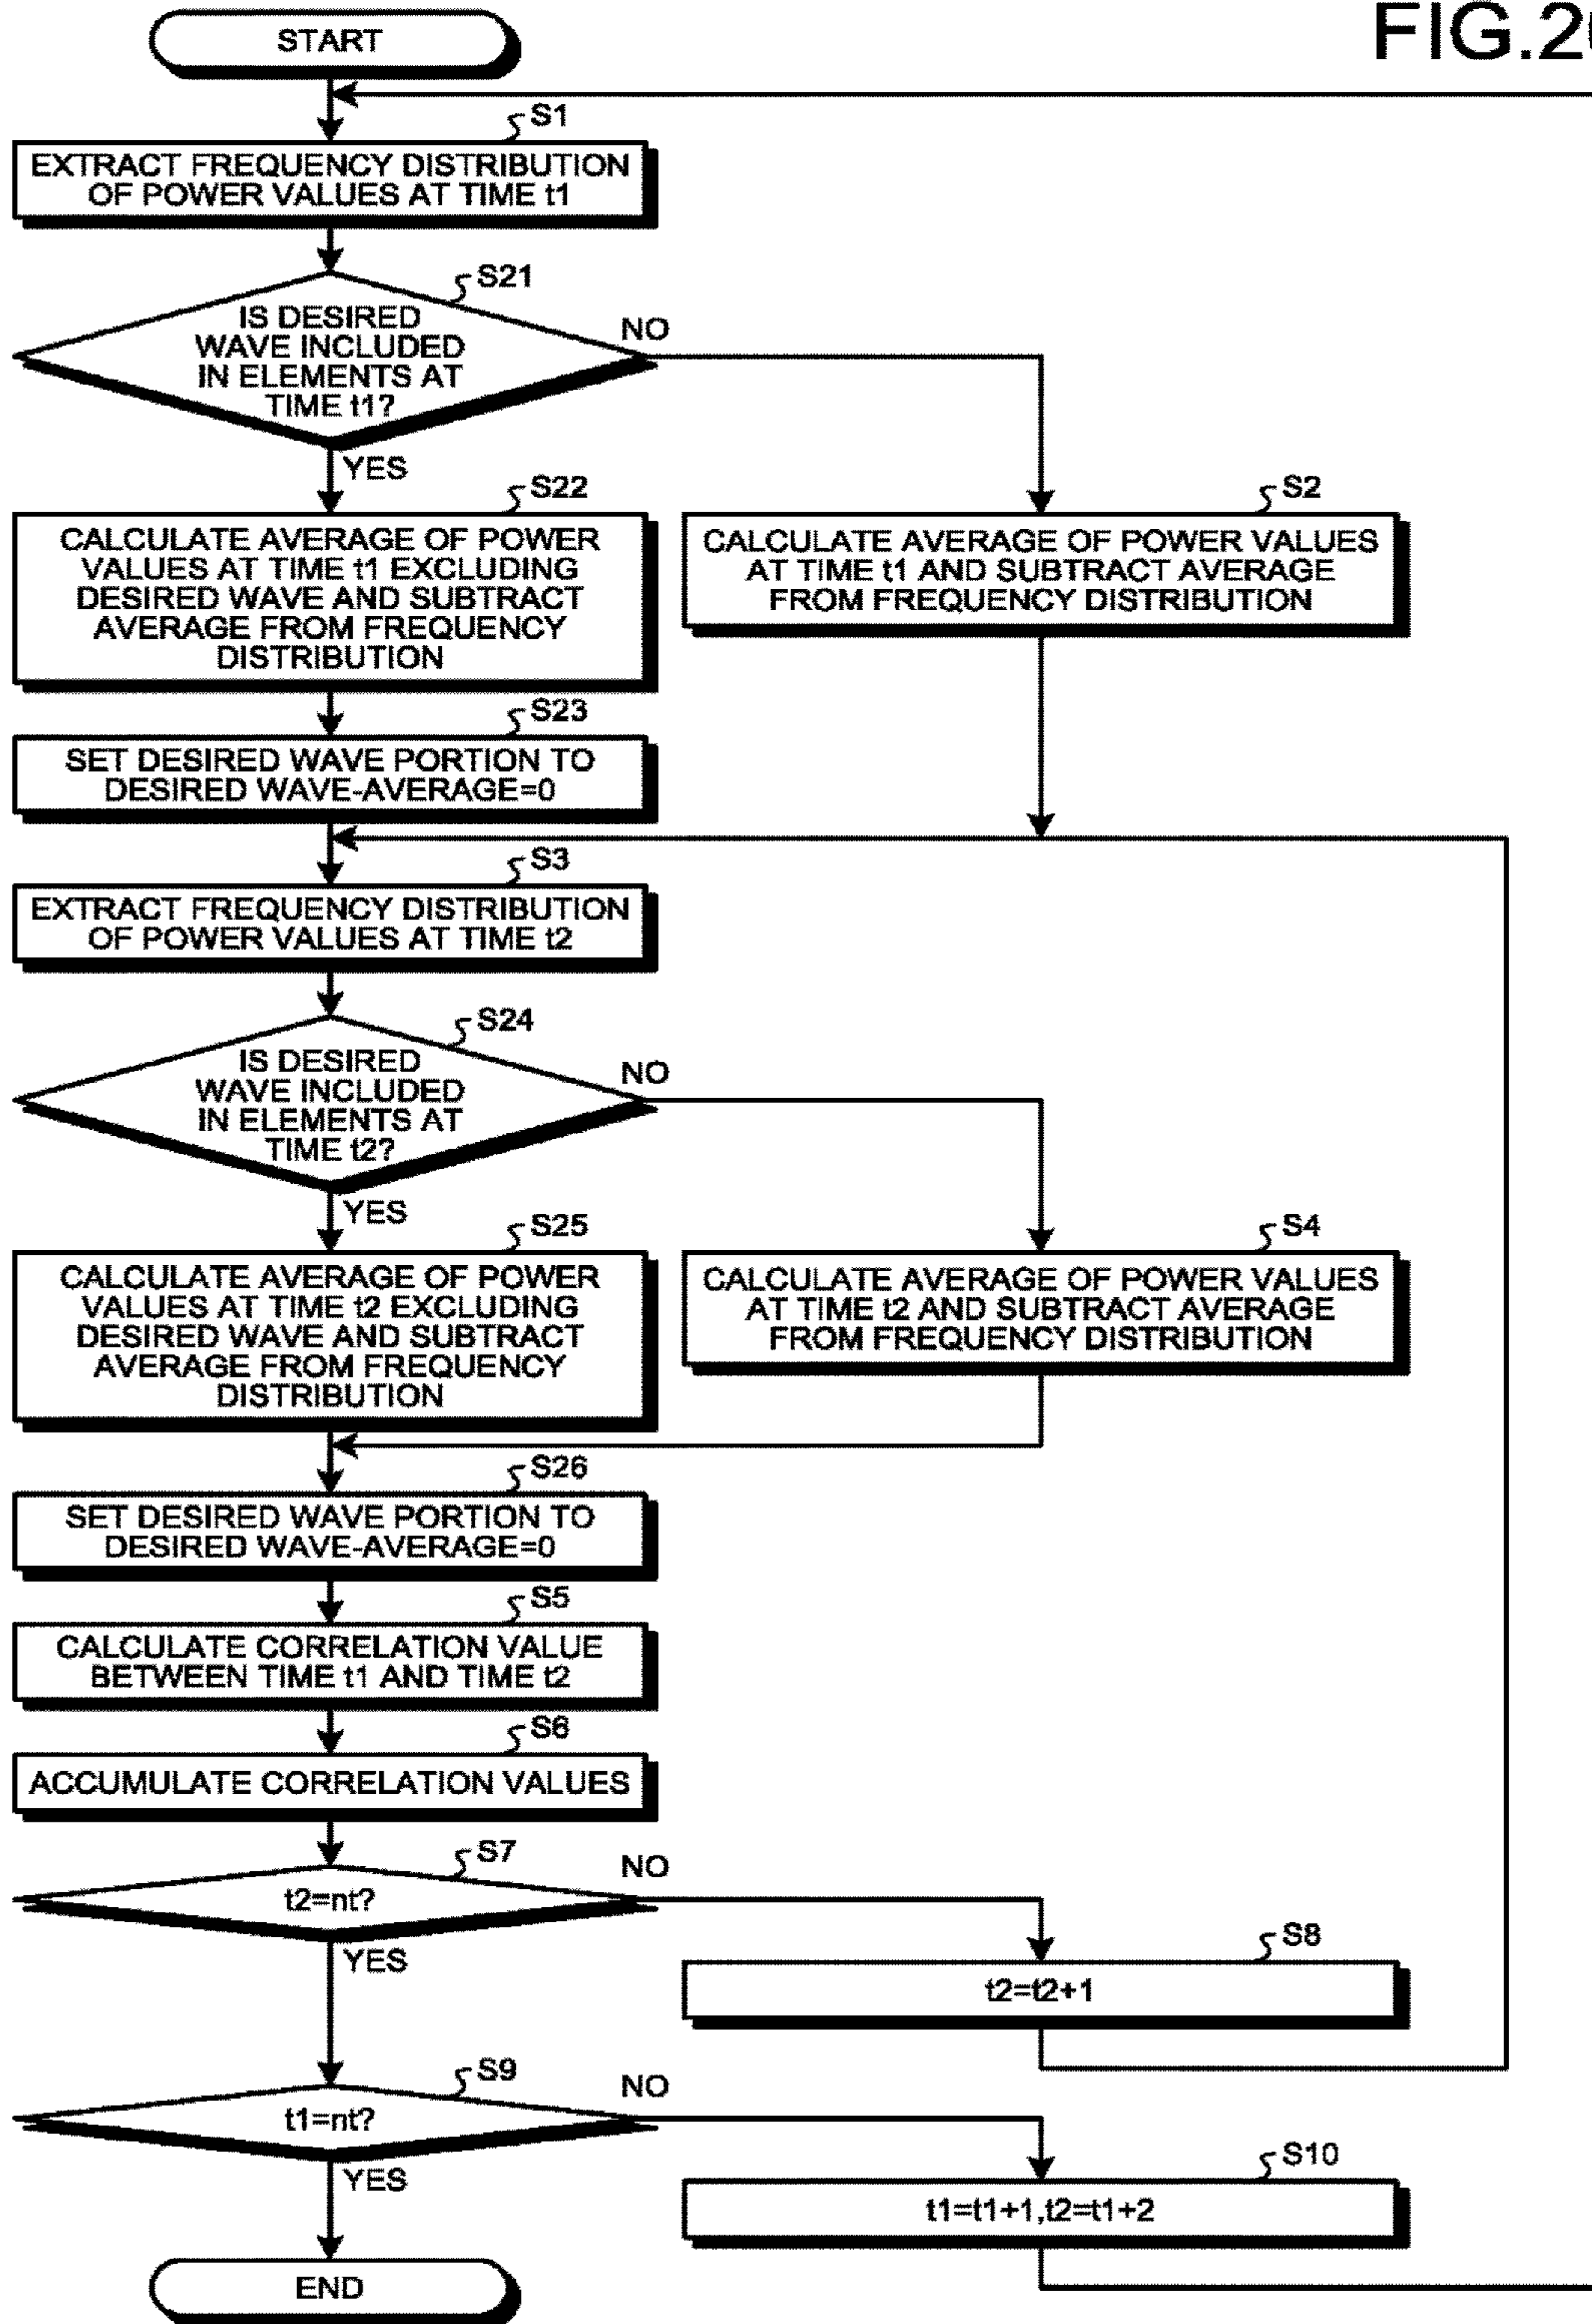 FIG.20
START
S1
EXTRACT FREQUENCY DISTRIBUTION
OF POWER VALUES AT TIME t1
S21
IS DESIRED
WAVE INCLUDED
IN ELEMENTS AT
TIME t1?
NO
YES
S22
CALCULATE AVERAGE OF POWER
VALUES AT TIME t1 EXCLUDING
DESIRED WAVE AND SUBTRACT
AVERAGE FROM FREQUENCY
DISTRIBUTION
S2
CALCULATE AVERAGE OF POWER VALUES
AT TIME t1 AND SUBTRACT AVERAGE
FROM FREQUENCY DISTRIBUTION
S23
SET DESIRED WAVE PORTION TO
DESIRED WAVE-AVERAGE=0
S3
EXTRACT FREQUENCY DISTRIBUTION
OF POWER VALUES AT TIME t2
S24
IS DESIRED
WAVE INCLUDED
IN ELEMENTS AT
TIME t2?
NO
YES
S25
CALCULATE AVERAGE OF POWER
VALUES AT TIME t2 EXCLUDING
DESIRED WAVE AND SUBTRACT
AVERAGE FROM FREQUENCY
DISTRIBUTION
S4
CALCULATE AVERAGE OF POWER VALUES
AT TIME t2 AND SUBTRACT AVERAGE
FROM FREQUENCY DISTRIBUTION
S26
SET DESIRED WAVE PORTION TO
DESIRED WAVE-AVERAGE=0
S5
CALCULATE CORRELATION VALUE
BETWEEN TIME t1 AND TIME t2
S6
ACCUMULATE CORRELATION VALUES
S7
t2=nt?
NO
YES
S8
t2=t2+1
S9
t1=nt?
NO
YES
S10
t1=t1+1,t2=t1+2
END